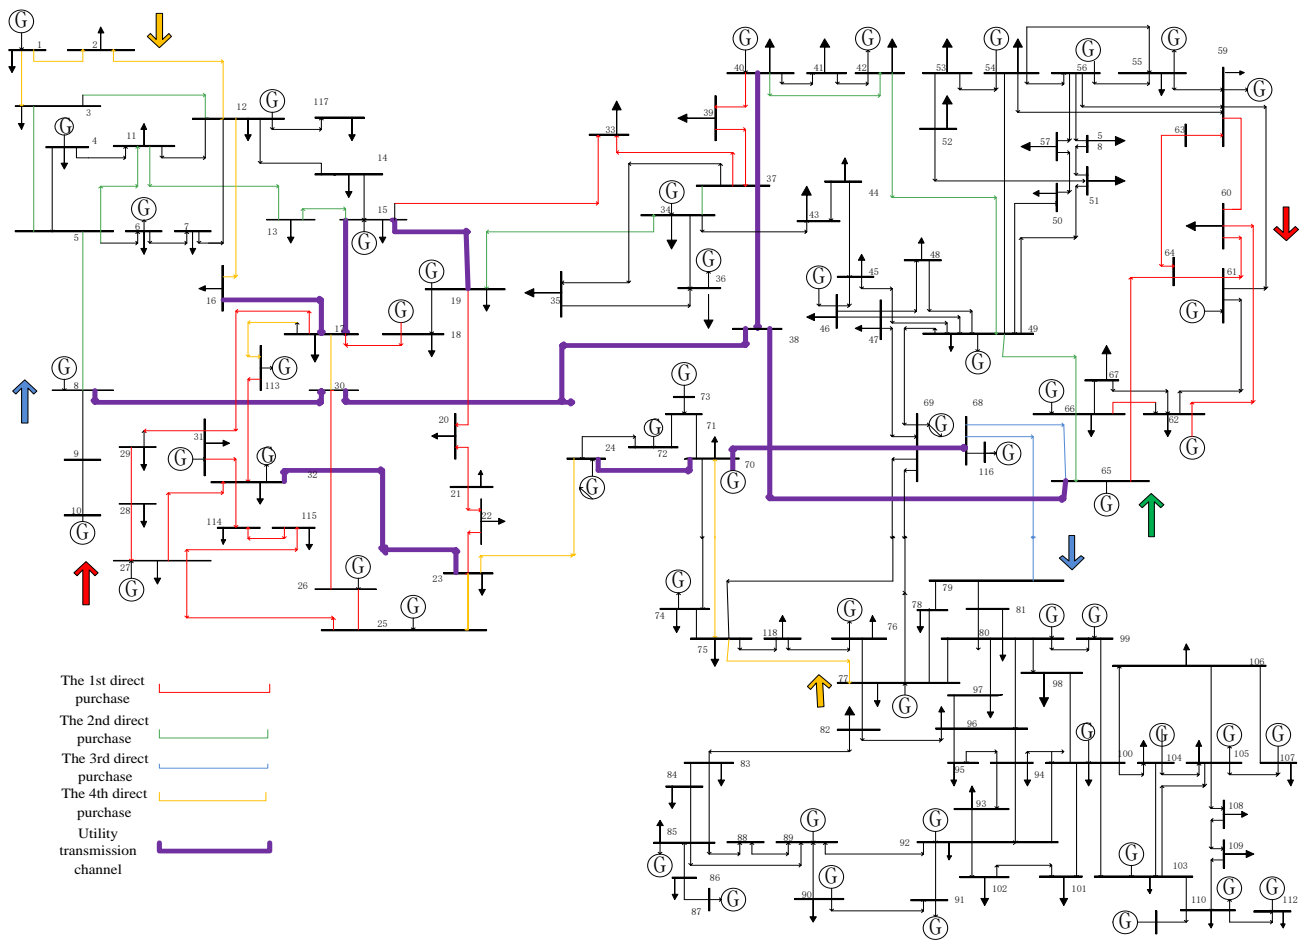 G
G
G
G
G
1
2
40
41
42
53
54
56
55
59
G
G
3
12
117
39
G
4
11
33
52
63
57
5
8
14
37
51
G
G
34
44
50
60
5
6
7
13
15
43
G
48
64
G
G
36
45
61
16
19
35
G
G
46
G
17
18
47
49
38
G
G
113
G
G
67
8
30
73
G
69
68
66
62
20
71
G
G
31
24
72
G
G
29
G
9
32
70
116
G
G
65
G
21
28
10
114
115
22
G
27
G
26
23
G
79
G
25
74
78
81
G
G
G
75
118
76
80
99
77
106
The 1st direct
purchase
98
G
97
The 2nd direct
purchase
82
96
G
G
G
G
100
104
105
107
The 3rd direct
purchase
83
95
94
84
The 4th direct
purchase
93
108
Utility
transmission
channel
85
G
G
88
89
92
109
G
86
103
G
G
102
101
G
G
87
G
90
91
110
112
G
G